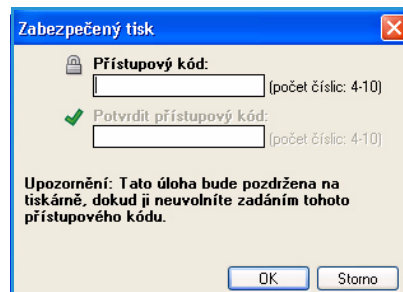 Zabezpečený tisk
Přístupový kód:
(počet číslic: 4-10)
Potvrdit přístupový kód:
(počet číslic: 4-10)
Upozornění: Tato úloha bude pozdržena na
tiskárně, dokud ji neuvolníte zadáním tohoto
přístupového kódu.
OK Storno